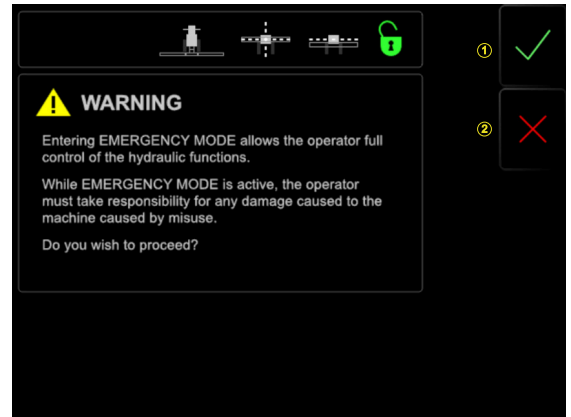 ①
WARNING
Entering EMERGENCY MODE allows the operator full
control of the hydraulic functions.
②
While EMERGENCY MODE is active, the operator
must take responsibility for any damage caused to the
machine caused by misuse.
Do you wish to proceed?